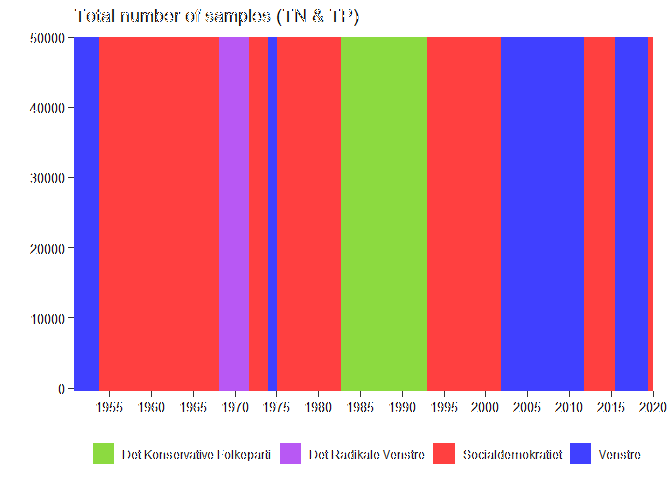 Total number of samples (TN & TP)
50000
40000
30000
20000
10000
0
1955 1960 1965 1970 1975 1980 1985 1990 1995 2000 2005 2010 2015 2020
Det Konservative Folkeparti Det Radikale Venstre Socialdemokratiet Venstre